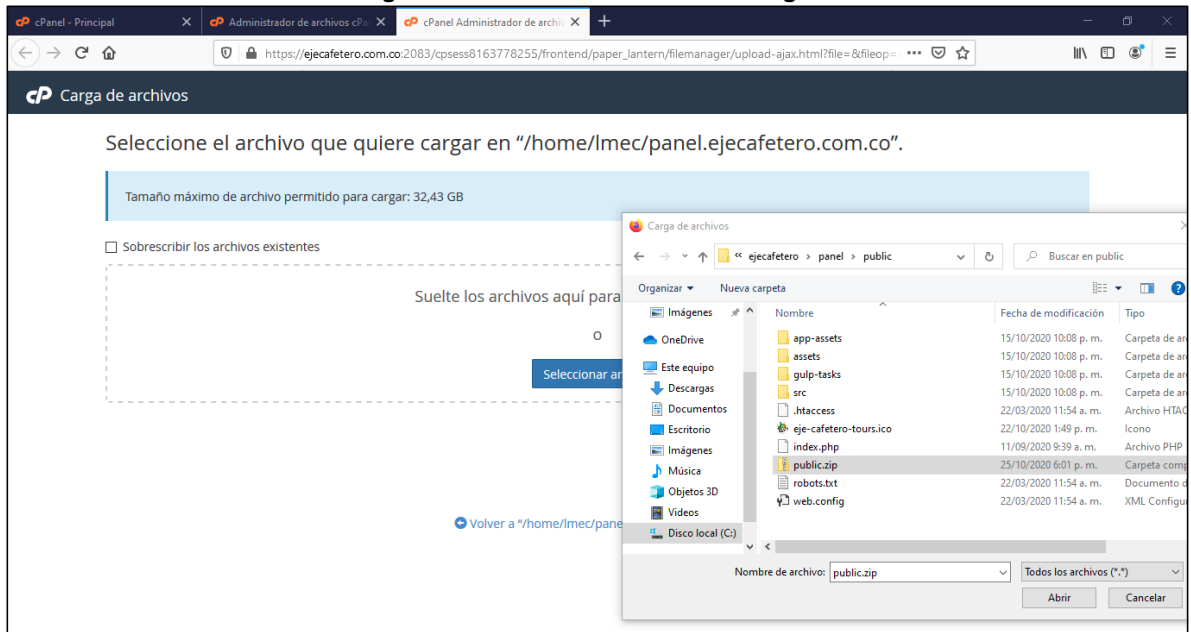 cPanel - Principal
Administrador de archivos cPa
cPanel Administrador de archiv
https://ejecafetero.com.co:2083/cpsess8163778255/frontend/paper_lantern/filemanager/upload-ajax.html?file=&fileop=
cP Carga de archivos
Seleccione el archivo que quiere cargar en “/home/lmec/panel.ejecafetero.com.co”.
Tamaño máximo de archivo permitido para cargar: 32,43 GB
Sobrescribir los archivos existentes
Suelte los archivos aquí para
o
Seleccionar ar
Volver a “/home/lmec/pane
Carga de archivos
« ejecafetero › panel › public
Buscar en public
Organizar Nueva carpeta
Imágenes
OneDrive
Este equipo
Descargas
Documentos
Escritorio
Imágenes
Música
Objetos 3D
Videos
Disco local (C:)
Nombre Fecha de modificación Tipo
app-assets 15/10/2020 10:08 p. m. Carpeta de ar
assets 15/10/2020 10:08 p. m. Carpeta de ar
gulp-tasks 15/10/2020 10:08 p. m. Carpeta de ar
src 15/10/2020 10:08 p. m. Carpeta de ar
.htaccess 22/03/2020 11:54 a. m. Archivo HTAC
eje-cafetero-tours.ico 22/10/2020 1:49 p. m. Icono
index.php 11/09/2020 9:39 a. m. Archivo PHP
public.zip 25/10/2020 6:01 p. m. Carpeta comp
robots.txt 22/03/2020 11:54 a. m. Documento d
web.config 22/03/2020 11:54 a. m. XML Configur
Nombre de archivo: public.zip Todos los archivos (*.*)
Abrir Cancelar